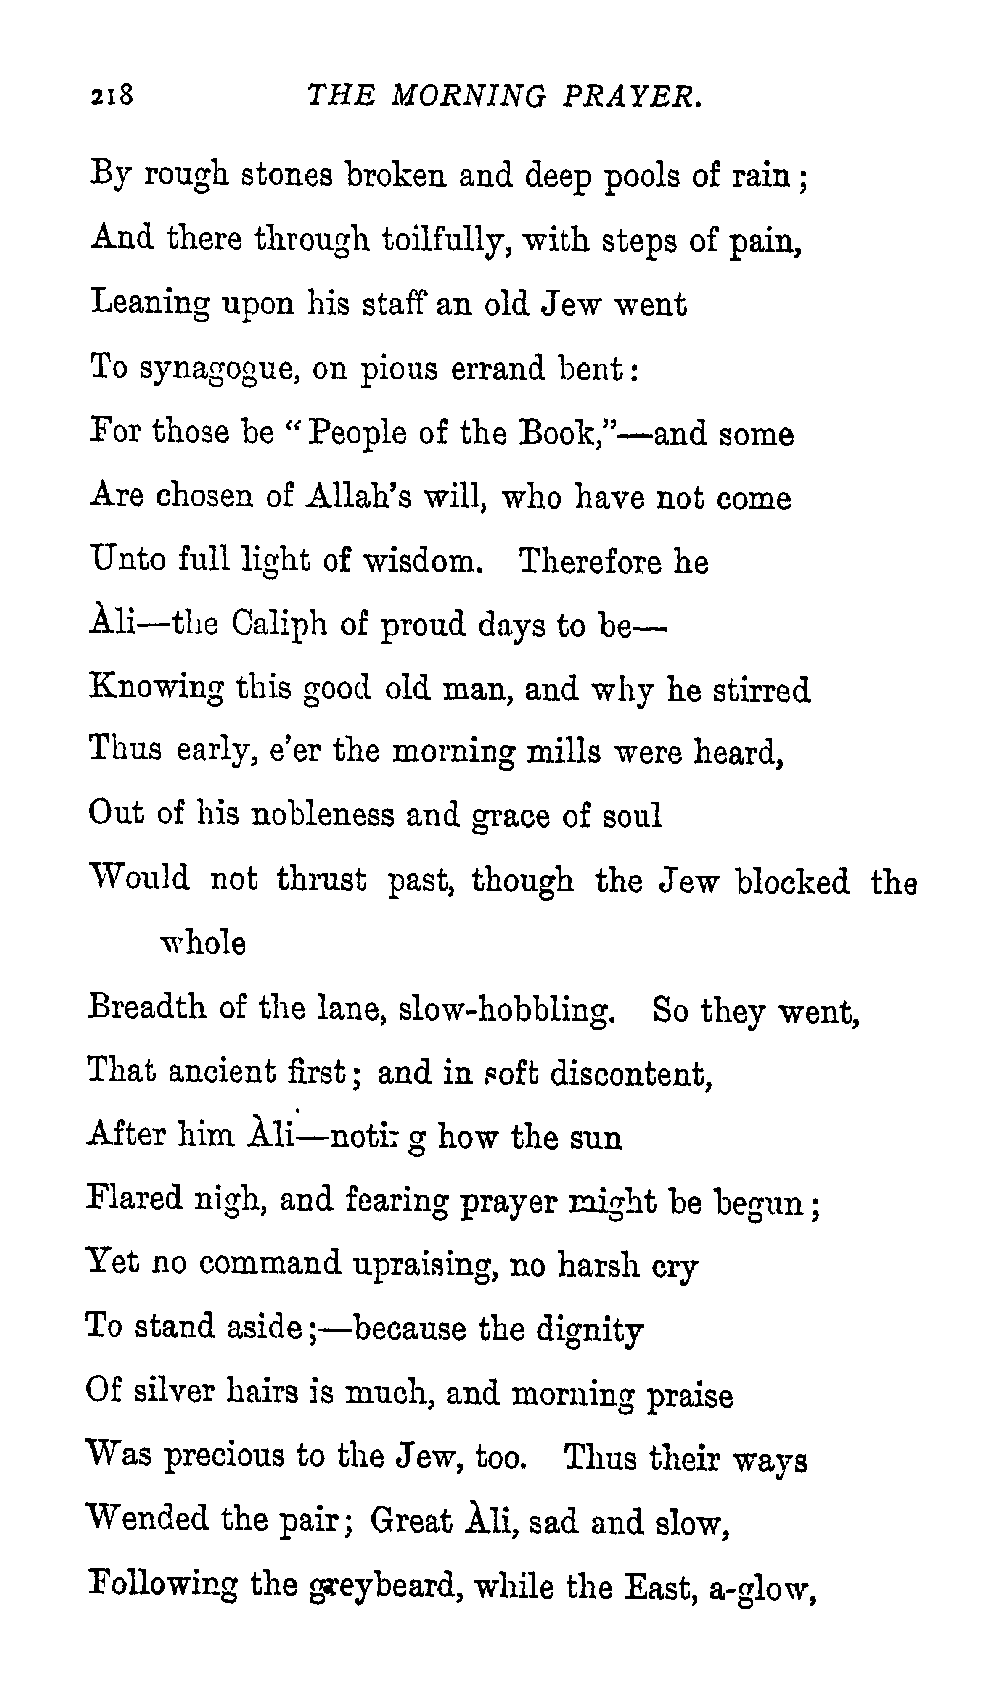 218 THE MORNING PRAYER.
By rough stones broken and deep pools of rain;
And there through toilfully, with steps of pain,
Leaning upon his staff an old Jew went
To synagogue, on pious errand bent:
For those be “People of the Book,”—and some
Are chosen of Allah’s will, who have not come
Unto full light of wisdom. Therefore he
Àli—the Caliph of proud days to be—
Knowing this good old man, and why he stirred
Thus early, e’er the morning mills were heard,
Out of his nobleness and grace of soul
Would not thrust past, though the Jew blocked the
whole
Breadth of the lane, slow-hobbling. So they went,
That ancient first; and in soft discontent,
After him Àli—noting how the sun
Flared nigh, and fearing prayer might be begun;
Yet no command upraising, no harsh cry
To stand aside;—because the dignity
Of silver hairs is much, and morning praise
Was precious to the Jew, too. Thus their ways
Wended the pair; Great Àli, sad and slow,
Following the greybeard, while the East, a-glow,